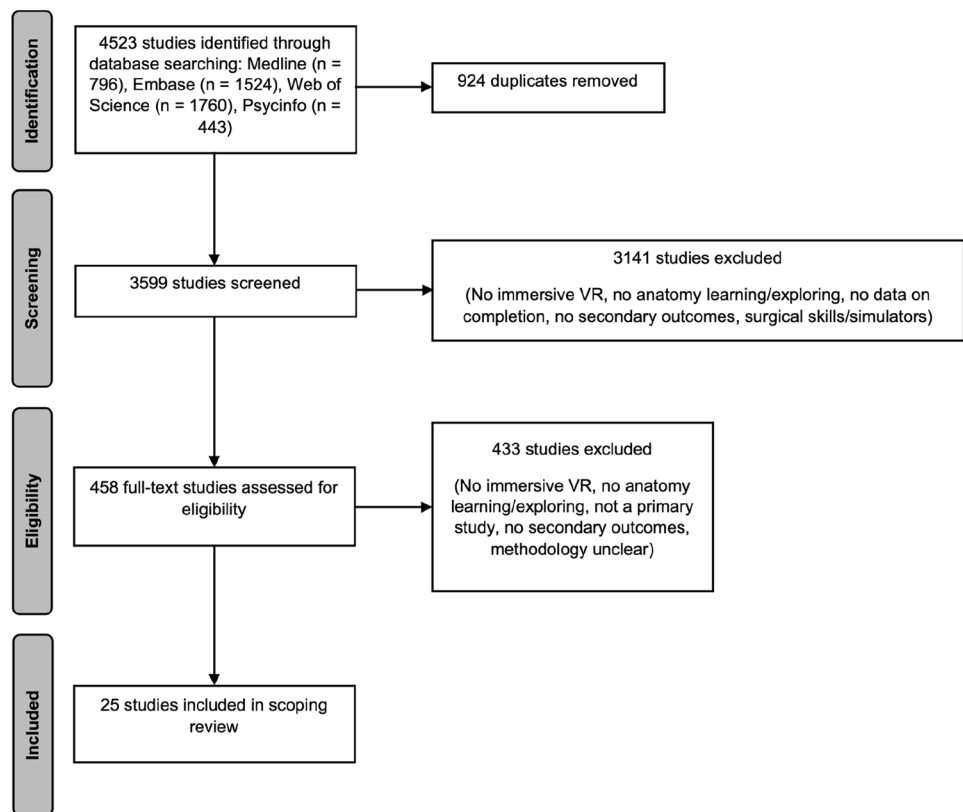 Identification
4523 studies identified through
database searching: Medline (n =
796), Embase (n = 1524), Web of
Science (n = 1760), Psycinfo (n =
443)
924 duplicates removed
Screening
3599 studies screened
3141 studies excluded
(No immersive VR, no anatomy learning/exploring, no data on
completion, no secondary outcomes, surgical skills/simulators)
Eligibility
458 full-text studies assessed for
eligibility
433 studies excluded
(No immersive VR, no anatomy
learning/exploring, not a primary
study, no secondary outcomes,
methodology unclear)
Included
25 studies included in scoping
review